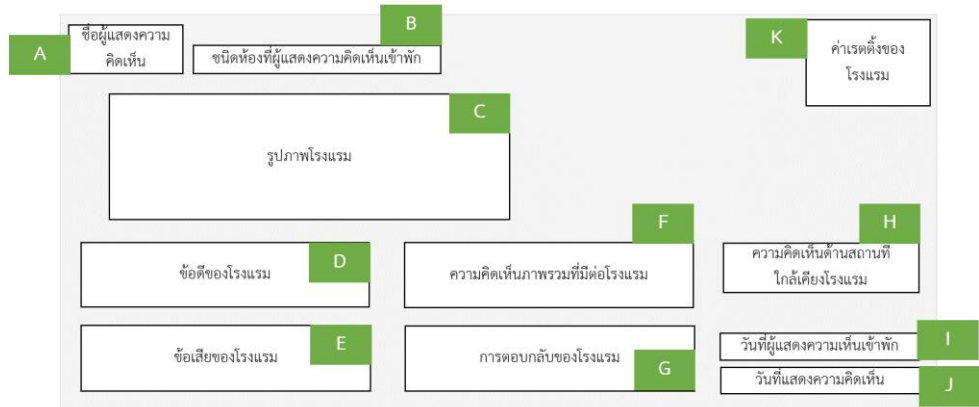 A
ชื่อผู้แสดงความ
คิดเห็น
B
ชนิดห้องที่ผู้แสดงความคิดเห็นเข้าพัก
K
ค่าเรตติ้งของ
โรงแรม
C
รูปภาพโรงแรม
D
ข้อดีของโรงแรม
F
ความคิดเห็นภาพรวมที่มีต่อโรงแรม
H
ความคิดเห็นด้านสถานที่
ใกล้เคียงโรงแรม
E
ข้อเสียของโรงแรม
การตอบกลับของโรงแรม
G
วันที่ผู้แสดงความเห็นเข้าพัก
I
วันที่แสดงความคิดเห็น
J